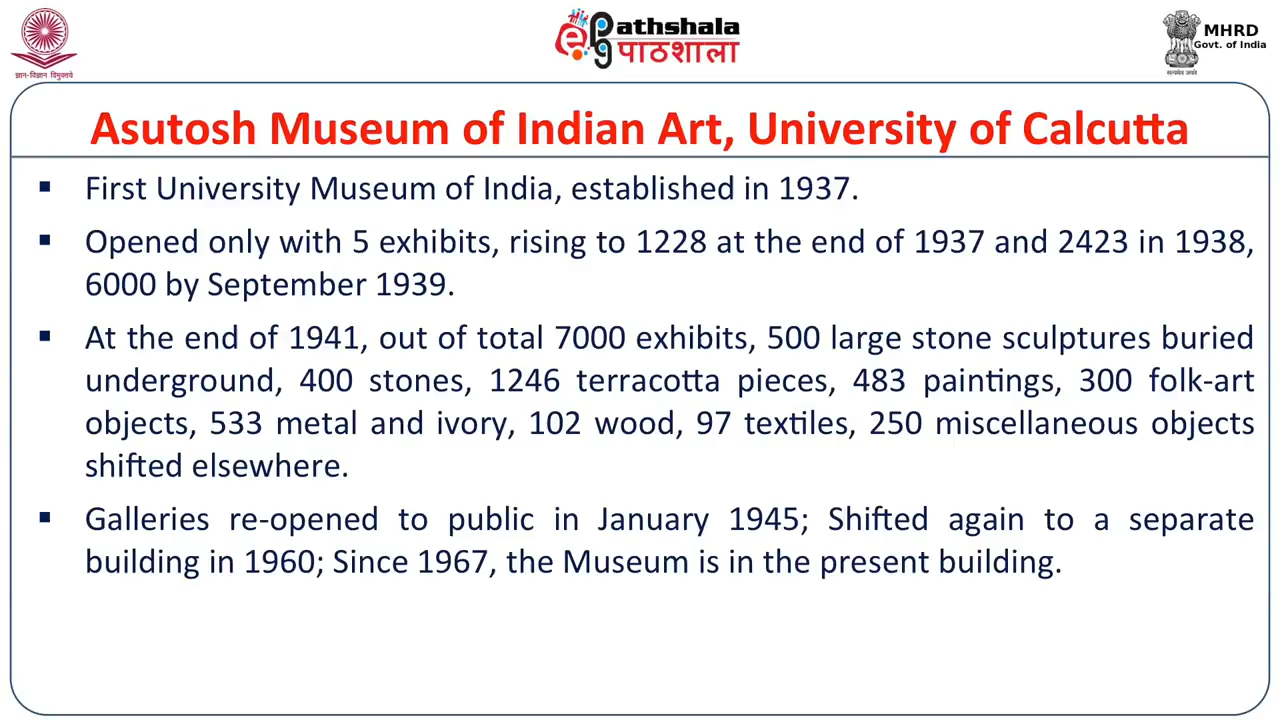 ज्ञान-विज्ञान विमुक्तये
ePathshala
पाठशाला
MHRD
Govt. of India
सत्यमेव जयते
Asutosh Museum of Indian Art, University of Calcutta
▪ First University Museum of India, established in 1937.
▪ Opened only with 5 exhibits, rising to 1228 at the end of 1937 and 2423 in 1938,
6000 by September 1939.
▪ At the end of 1941, out of total 7000 exhibits, 500 large stone sculptures buried
underground, 400 stones, 1246 terracotta pieces, 483 paintings, 300 folk-art
objects, 533 metal and ivory, 102 wood, 97 textiles, 250 miscellaneous objects
shifted elsewhere.
▪ Galleries re-opened to public in January 1945; Shifted again to a separate
building in 1960; Since 1967, the Museum is in the present building.